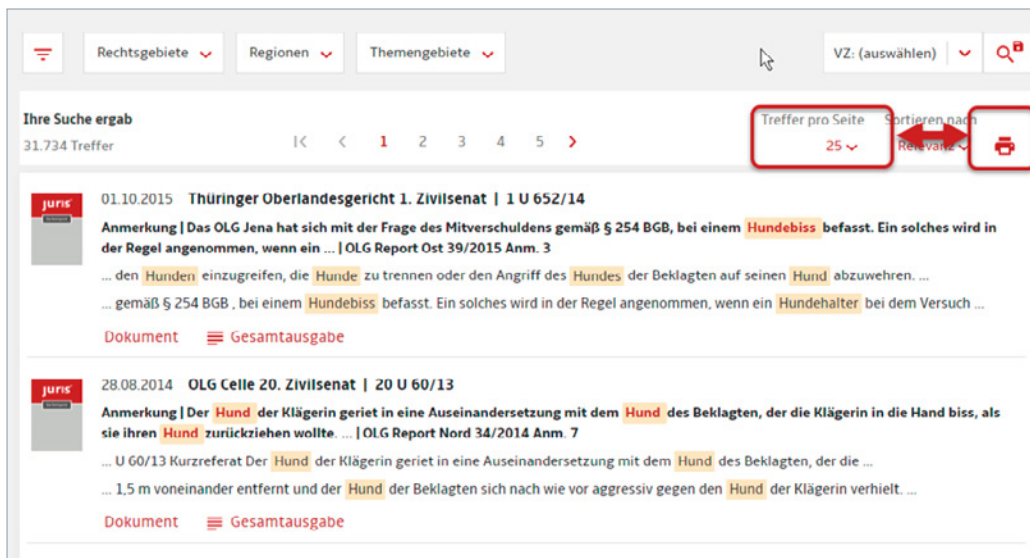 Rechtsgebiete Regionen Themengebiete VZ: (auswählen)
Ihre Suche ergab
31.734 Treffer
1 2 3 4 5
Treffer pro Seite
25
Sortieren nach
Relevanz
juris
01.10.2015 Thüringer Oberlandesgericht 1. Zivilsenat | 1 U 652/14
Anmerkung | Das OLG Jena hat sich mit der Frage des Mitverschuldens gemäß § 254 BGB, bei einem Hundebiss befasst. Ein solches wird in
der Regel angenommen, wenn ein ... | OLG Report Ost 39/2015 Anm. 3
... den Hunden einzugreifen, die Hunde zu trennen oder den Angriff des Hundes der Beklagten auf seinen Hund abzuwehren. ...
... gemäß § 254 BGB , bei einem Hundebiss befasst. Ein solches wird in der Regel angenommen, wenn ein Hundehalter bei dem Versuch ...
Dokument Gesamtausgabe
juris
28.08.2014 OLG Celle 20. Zivilsenat | 20 U 60/13
Anmerkung | Der Hund der Klägerin geriet in eine Auseinandersetzung mit dem Hund des Beklagten, der die Klägerin in die Hand biss, als
sie ihren Hund zurückziehen wollte. ... | OLG Report Nord 34/2014 Anm. 7
... U 60/13 Kurzreferat Der Hund der Klägerin geriet in eine Auseinandersetzung mit dem Hund des Beklagten, der die ...
... 1,5 m voneinander entfernt und der Hund der Beklagten sich nach wie vor aggressiv gegen den Hund der Klägerin verhielt. ...
Dokument Gesamtausgabe